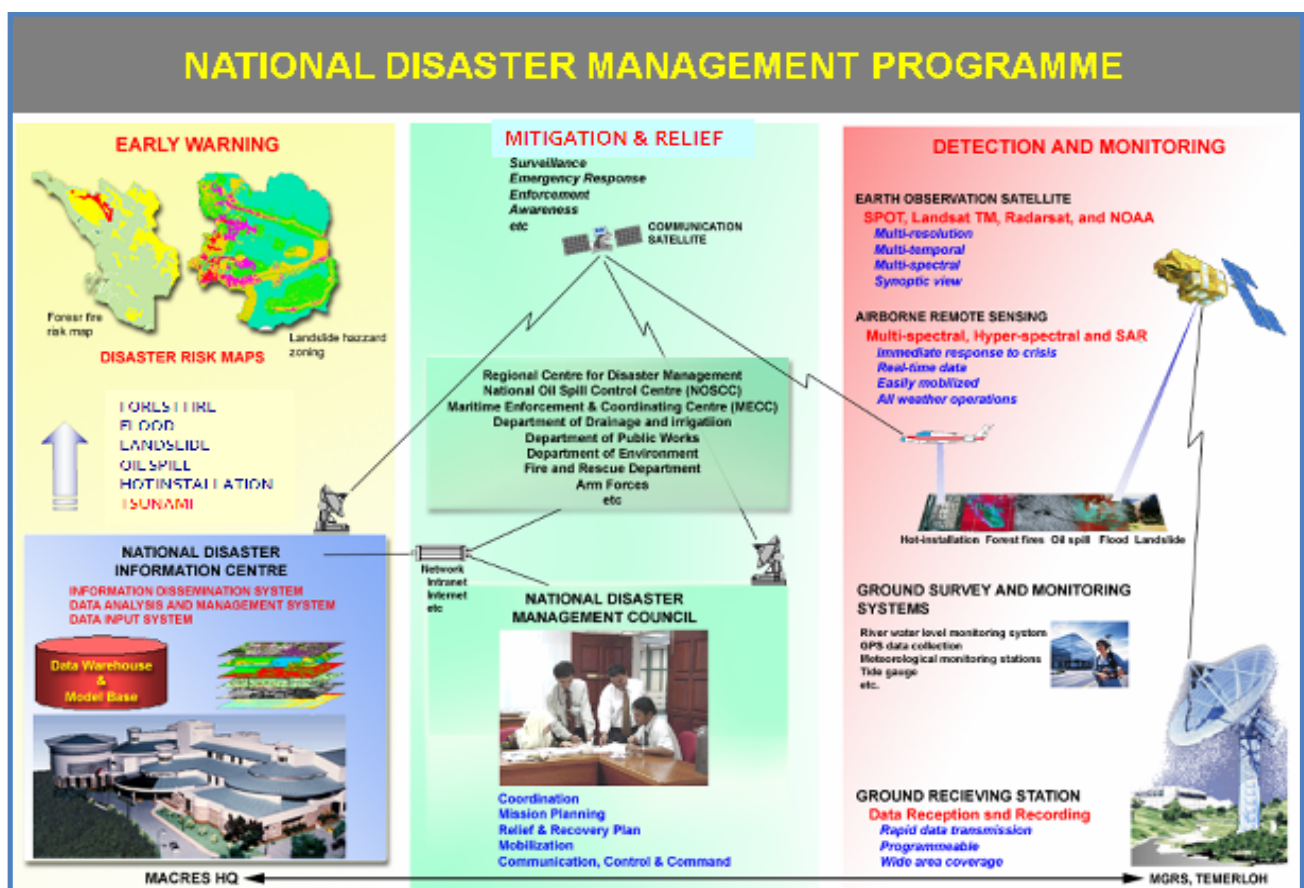 NATIONAL DISASTER MANAGEMENT PROGRAMME
EARLY WARNING
Forest fire
risk map
Landslide hazzard
zoning
DISASTER RISK MAPS
FOREST FIRE
FLOOD
LANDSLIDE
OIL SPILL
HOT INSTALLATION
TSUNAMI
NATIONAL DISASTER
INFORMATION CENTRE
INFORMATION DISSEMINATION SYSTEM
DATA ANALYSIS AND MANAGEMENT SYSTEM
DATA INPUT SYSTEM
Data Warehouse
&
Model Base
MACRES HQ
MITIGATION & RELIEF
Surveillance
Emergency Response
Enforcement
Awareness
etc
COMMUNICATION
SATELLITE
Regional Centre for Disaster Management
National Oil Spill Control Centre (NOSCC)
Maritime Enforcement & Coordinating Centre (MECC)
Department of Drainage and irrigatiion
Department of Public Works
Department of Environment
Fire and Rescue Department
Arm Forces
etc
Network
Intranet
Internet
etc
NATIONAL DISASTER
MANAGEMENT COUNCIL
Coordination
Mission Planning
Relief & Recovery Plan
Mobilization
Communication, Control & Command
DETECTION AND MONITORING
EARTH OBSERVATION SATELLITE
SPOT, Landsat TM, Radarsat, and NOAA
Multi-resolution
Multi-temporal
Multi-spectral
Synoptic view
AIRBORNE REMOTE SENSING
Multi-spectral, Hyper-spectral and SAR
Immediate response to crisis
Real-time data
Easily mobilized
All weather operations
Hot-installation Forest fires Oil spill Flood Landslide
GROUND SURVEY AND MONITORING
SYSTEMS
River water level monitoring system
GPS data collection
Meteorological monitoring stations
Tide gauge
etc.
GROUND RECIEVING STATION
Data Reception snd Recording
Rapid data transmission
Programmeable
Wide area coverage
MGRS, TEMERLOH